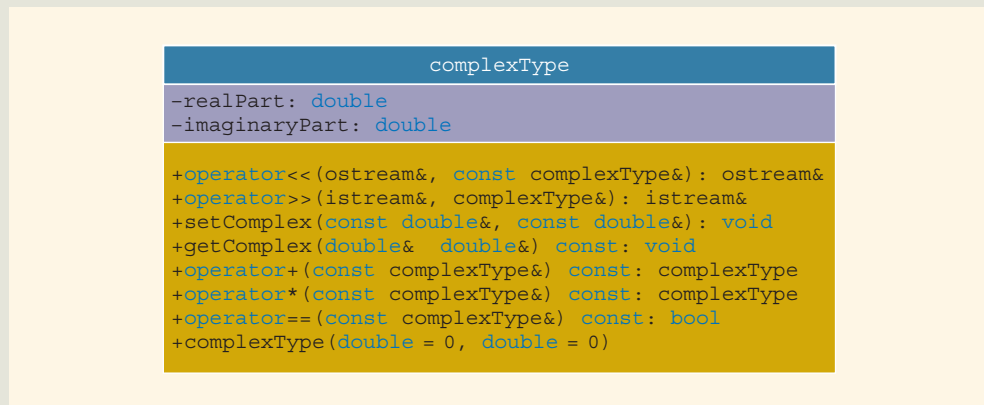 complexType
-realPart: double
-imaginaryPart: double
+operator<<(ostream&, const complexType&): ostream&
+operator>>(istream&, complexType&): istream&
+setComplex(const double&, const double&): void
+getComplex(double&  double&) const: void
+operator+(const complexType&) const: complexType
+operator*(const complexType&) const: complexType
+operator==(const complexType&) const: bool
+complexType(double = 0, double = 0)